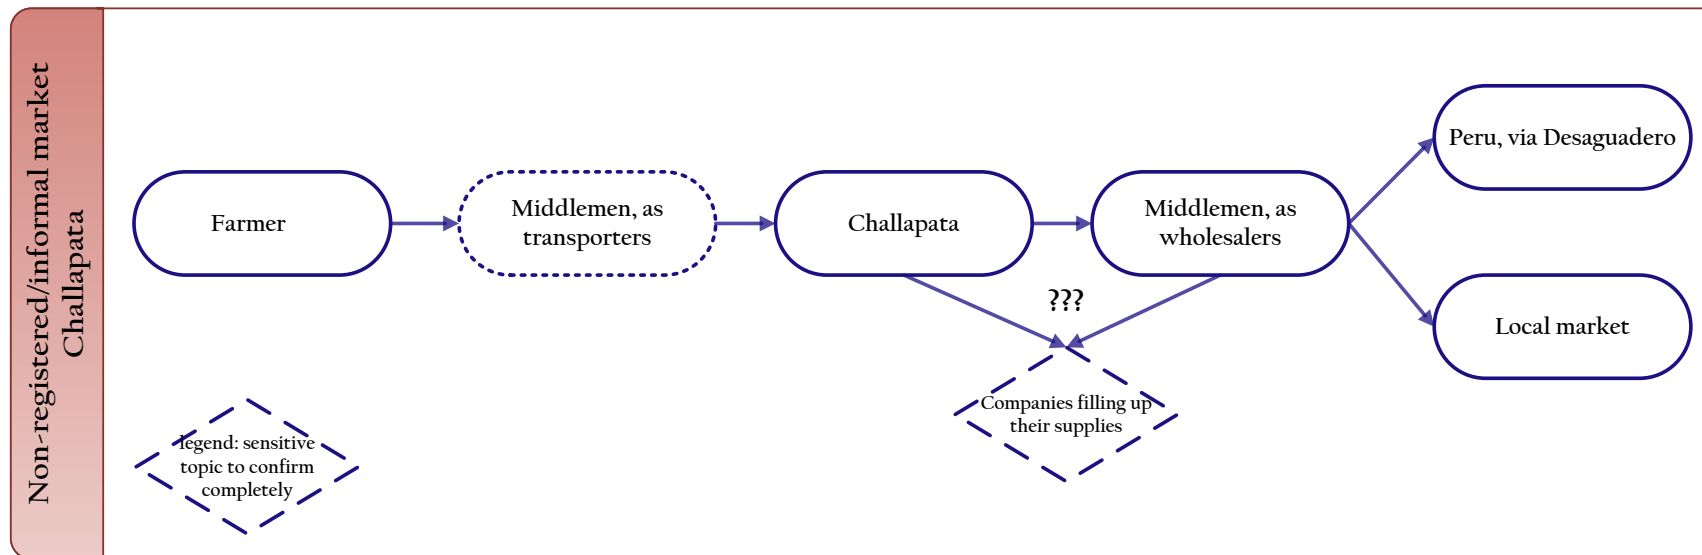 Non-registered/informal market
Challapata
Farmer
Middlemen, as
transporters
Challapata
Middlemen, as
wholesalers
Peru, via Desaguadero
Local market
???
Companies filling up
their supplies
legend: sensitive
topic to confirm
completely